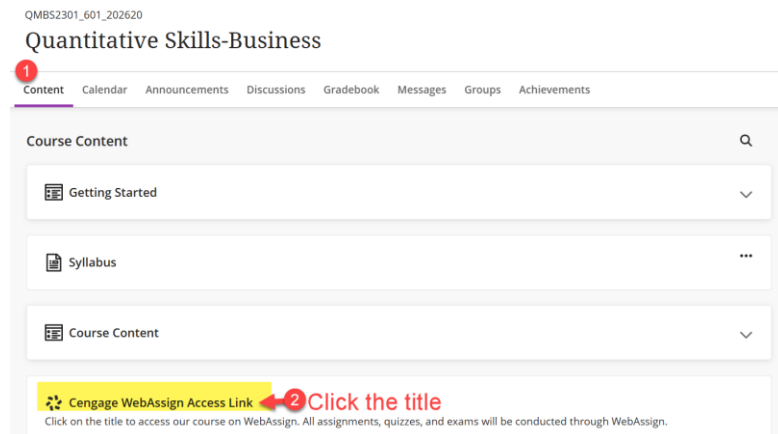 QMBS2301_601_202620
Quantitative Skills-Business
1
Content Calendar Announcements Discussions Gradebook Messages Groups Achievements
Course Content
Getting Started
Syllabus
Course Content
Cengage WebAssign Access Link 2 Click the title
Click on the title to access our course on WebAssign. All assignments, quizzes, and exams will be conducted through WebAssign.